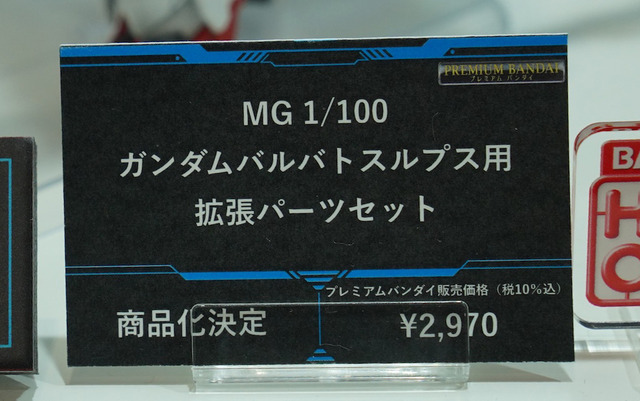 PREMIUM BANDAI
プレミアム バンダイ
MG 1/100
ガンダムバルバトスルプス用
拡張パーツセット
プレミアムバンダイ販売価格（税10%込）
商品化決定
¥2,970
BA
H
O